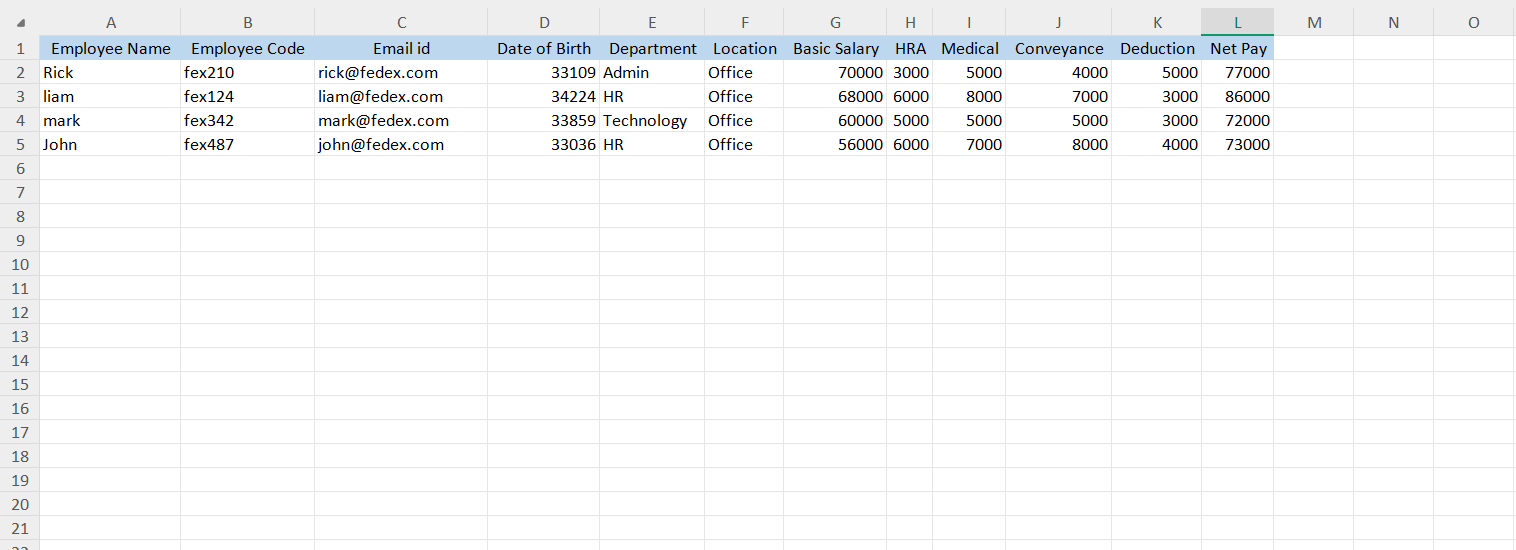 A B C D E F G H I J K L M N O
1 Employee Name Employee Code Email id Date of Birth Department Location Basic Salary HRA Medical Conveyance Deduction Net Pay
2 Rick fex210 rick@fedex.com 33109 Admin Office 70000 3000 5000 4000 5000 77000
3 liam fex124 liam@fedex.com 34224 HR Office 68000 6000 8000 7000 3000 86000
4 mark fex342 mark@fedex.com 33859 Technology Office 60000 5000 5000 5000 3000 72000
5 John fex487 john@fedex.com 33036 HR Office 56000 6000 7000 8000 4000 73000
6
7
8
9
10
11
12
13
14
15
16
17
18
19
20
21